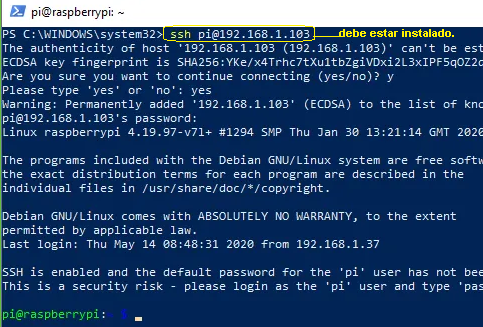 pi@raspberrypi: ~
PS C:\WINDOWS\system32> ssh pi@192.168.1.103 debe estar instalado.
The authenticity of host '192.168.1.103 (192.168.1.103)' can't be est
ECDSA key fingerprint is SHA256:YKe/x4Trhc7tXu1tbZgiVDxi2L3xIPF5qOZ2
Are you sure you want to continue connecting (yes/no)? y
Please type 'yes' or 'no': yes
Warning: Permanently added '192.168.1.103' (ECDSA) to the list of kno
pi@192.168.1.103's password:
Linux raspberrypi 4.19.97-v7l+ #1294 SMP Thu Jan 30 13:21:14 GMT 2020
The programs included with the Debian GNU/Linux system are free softw
the exact distribution terms for each program are described in the
individual files in /usr/share/doc/*/copyright.
Debian GNU/Linux comes with ABSOLUTELY NO WARRANTY, to the extent
permitted by applicable law.
Last login: Thu May 14 08:48:31 2020 from 192.168.1.37
SSH is enabled and the default password for the 'pi' user has not bee
This is a security risk - please login as the 'pi' user and type 'pas
pi@raspberrypi: